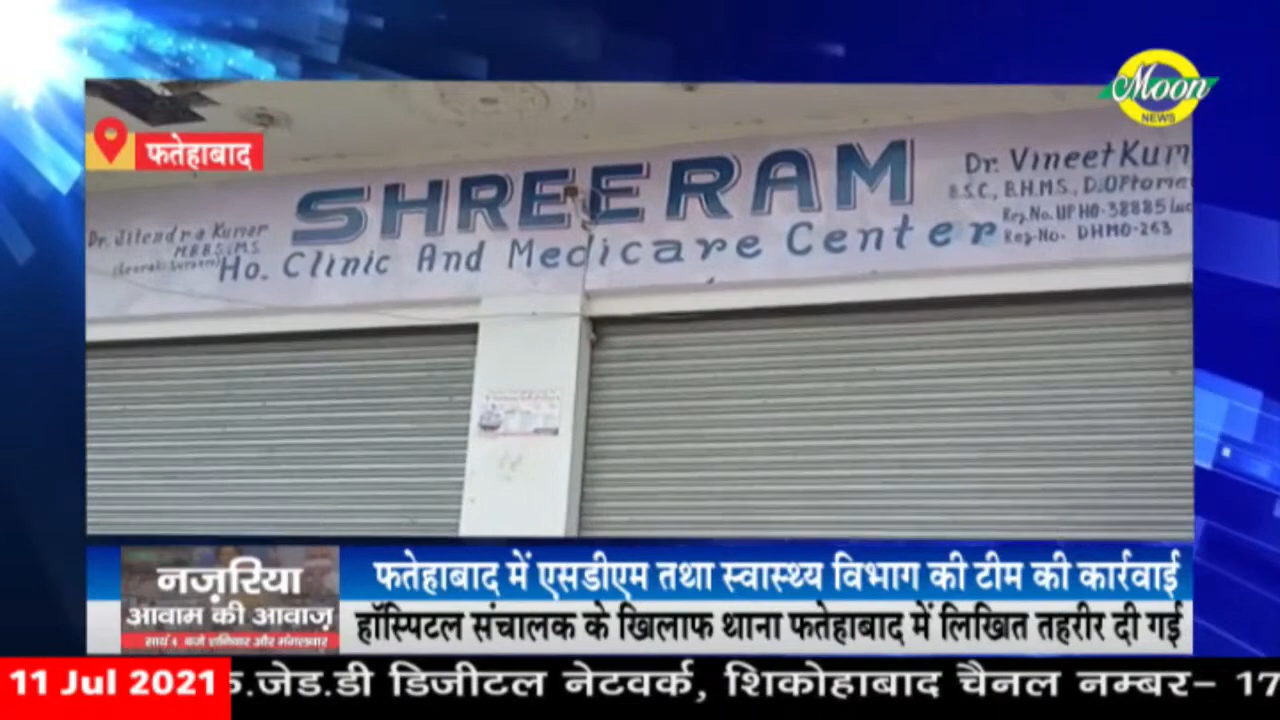 Moon
NEWS
फतेहाबाद
SHREERAM
Ho. Clinic And Medicare Center
Dr. Jitendra Kumar
M.B.B.S, M.S.
Dr. Vineet Kum
B.S.C, B.H.M.S, D.Optome
Reg.No. UP HO-38885
Reg-No- DHMO-263
नज़रिया
आवाम की आवाज़
फतेहाबाद में एसडीएम तथा स्वास्थ्य विभाग की टीम की कार्रवाई
हॉस्पिटल संचालक के खिलाफ थाना फतेहाबाद में लिखित तहरीर दी गई
11 Jul 2021
.जेड.डी डिजीटल नेटवर्क, शिकोहाबाद चैनल नम्बर– 17